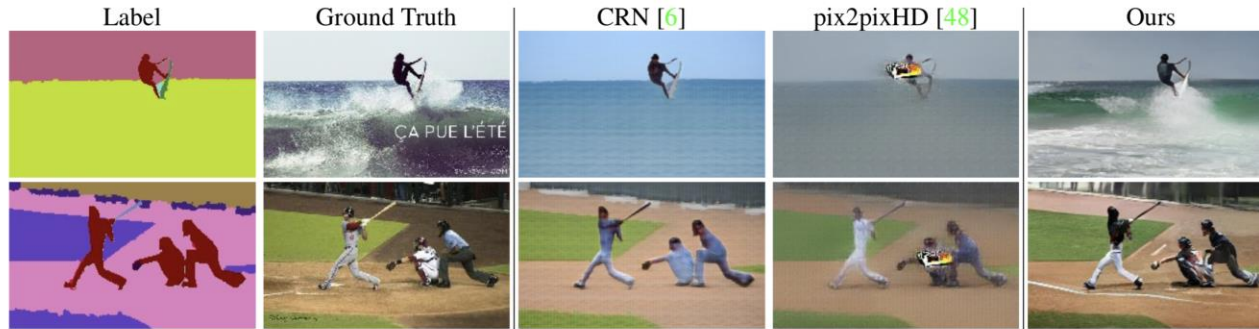 Label Ground Truth CRN [6] pix2pixHD [48] Ours
ÇA PUE L'ÉTÉ